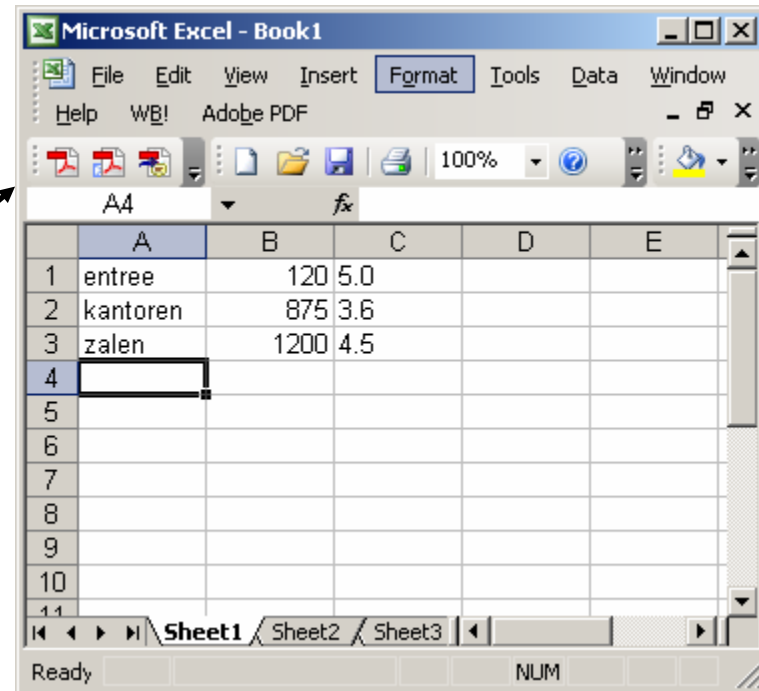 Microsoft Excel - Book1
File Edit View Insert Format Tools Data Window
Help WB! Adobe PDF
100%
A4 fx
A B C D E
1 entree 120 5.0
2 kantoren 875 3.6
3 zalen 1200 4.5
4
5
6
7
8
9
10
11
Sheet1 Sheet2 Sheet3
Ready NUM